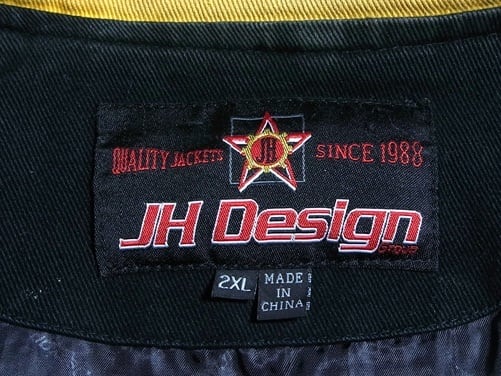 QUALITY JACKETS JH SINCE 1988
JH Design
GROUP
2XL
MADE
IN
CHINA